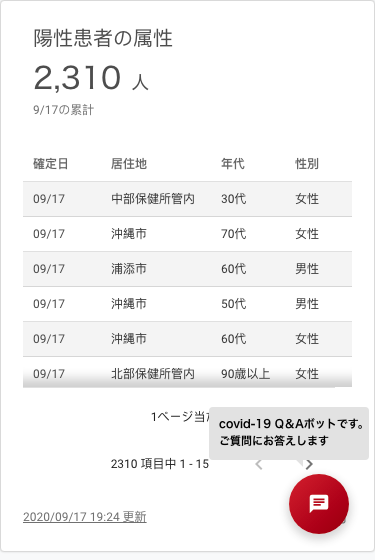 陽性患者の属性
2,310 人
9/17の累計
確定日 居住地 年代 性別
09/17 中部保健所管内 30代 女性
09/17 沖縄市 70代 女性
09/17 浦添市 60代 男性
09/17 沖縄市 50代 男性
09/17 沖縄市 60代 女性
09/17 北部保健所管内 90歳以上 女性
1ページ当
covid-19 Q&Aボットです。
ご質問にお答えします
2310 項目中 1 - 15
2020/09/17 19:24 更新